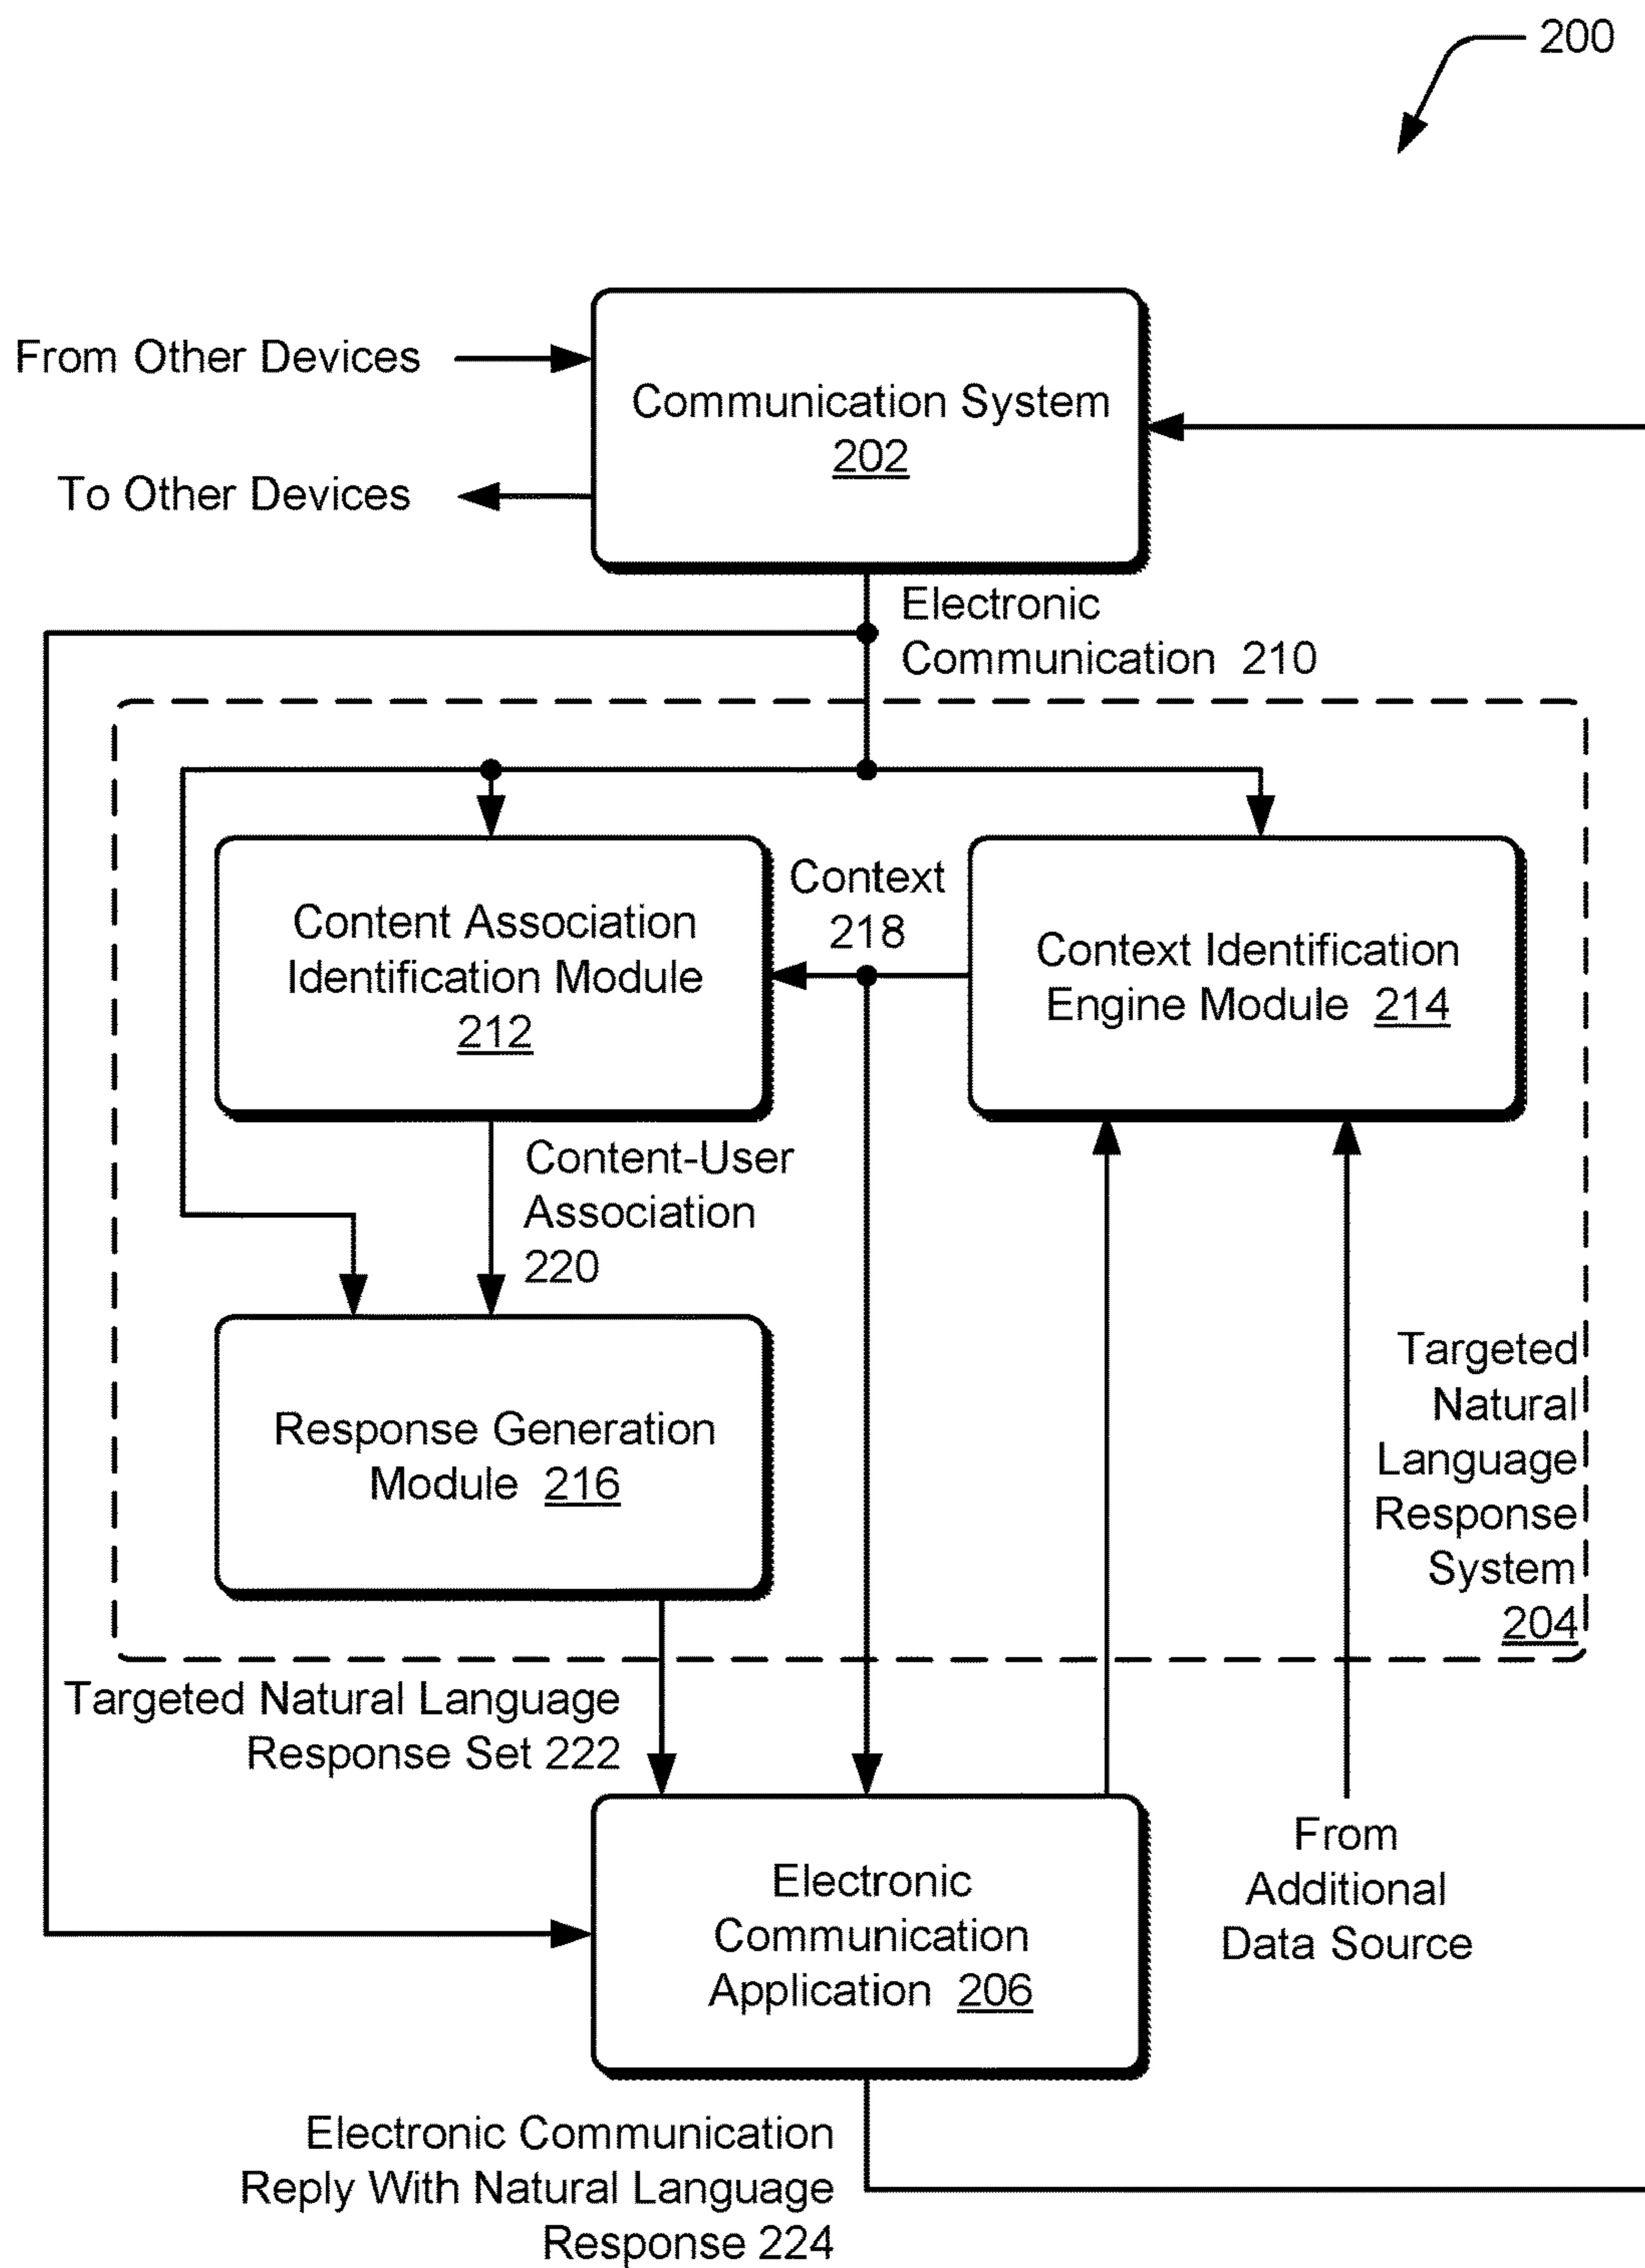 200
From Other Devices
Communication System
202
To Other Devices
Electronic
Communication 210
Content Association
Identification Module
212
Context
218
Context Identification
Engine Module 214
Content-User
Association
220
Response Generation
Module 216
Targeted
Natural
Language
Response
System
204
Targeted Natural Language
Response Set 222
Electronic
Communication
Application 206
From
Additional
Data Source
Electronic Communication
Reply With Natural Language
Response 224